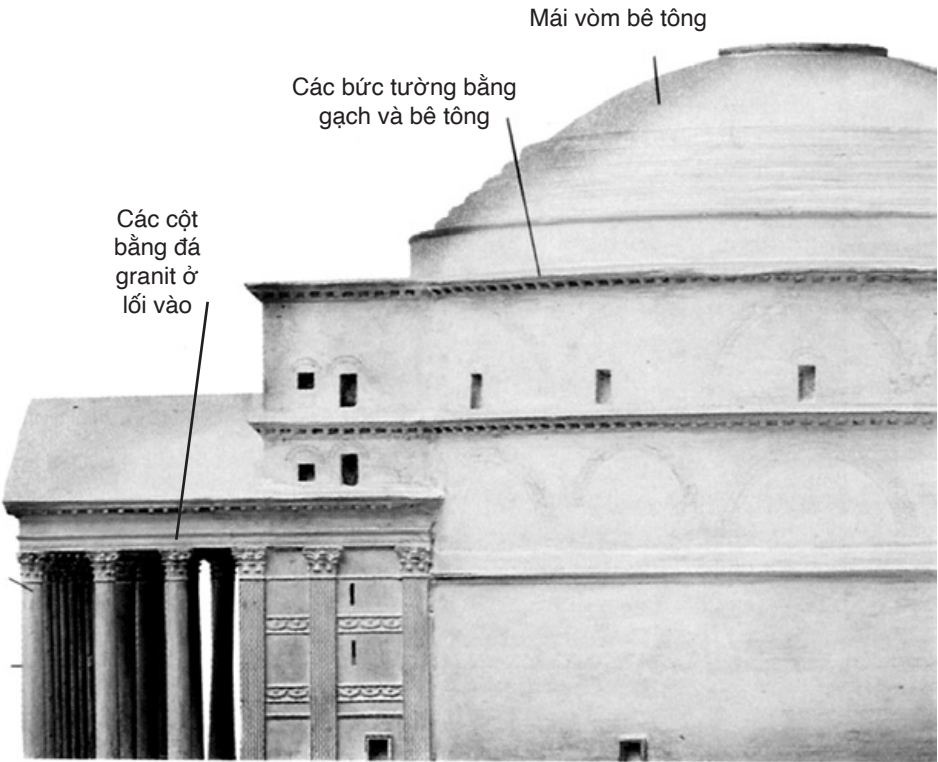 Mái vòm bê tông
Các bức tường bằng
gạch và bê tông
Các cột
bằng đá
granit ở
lối vào